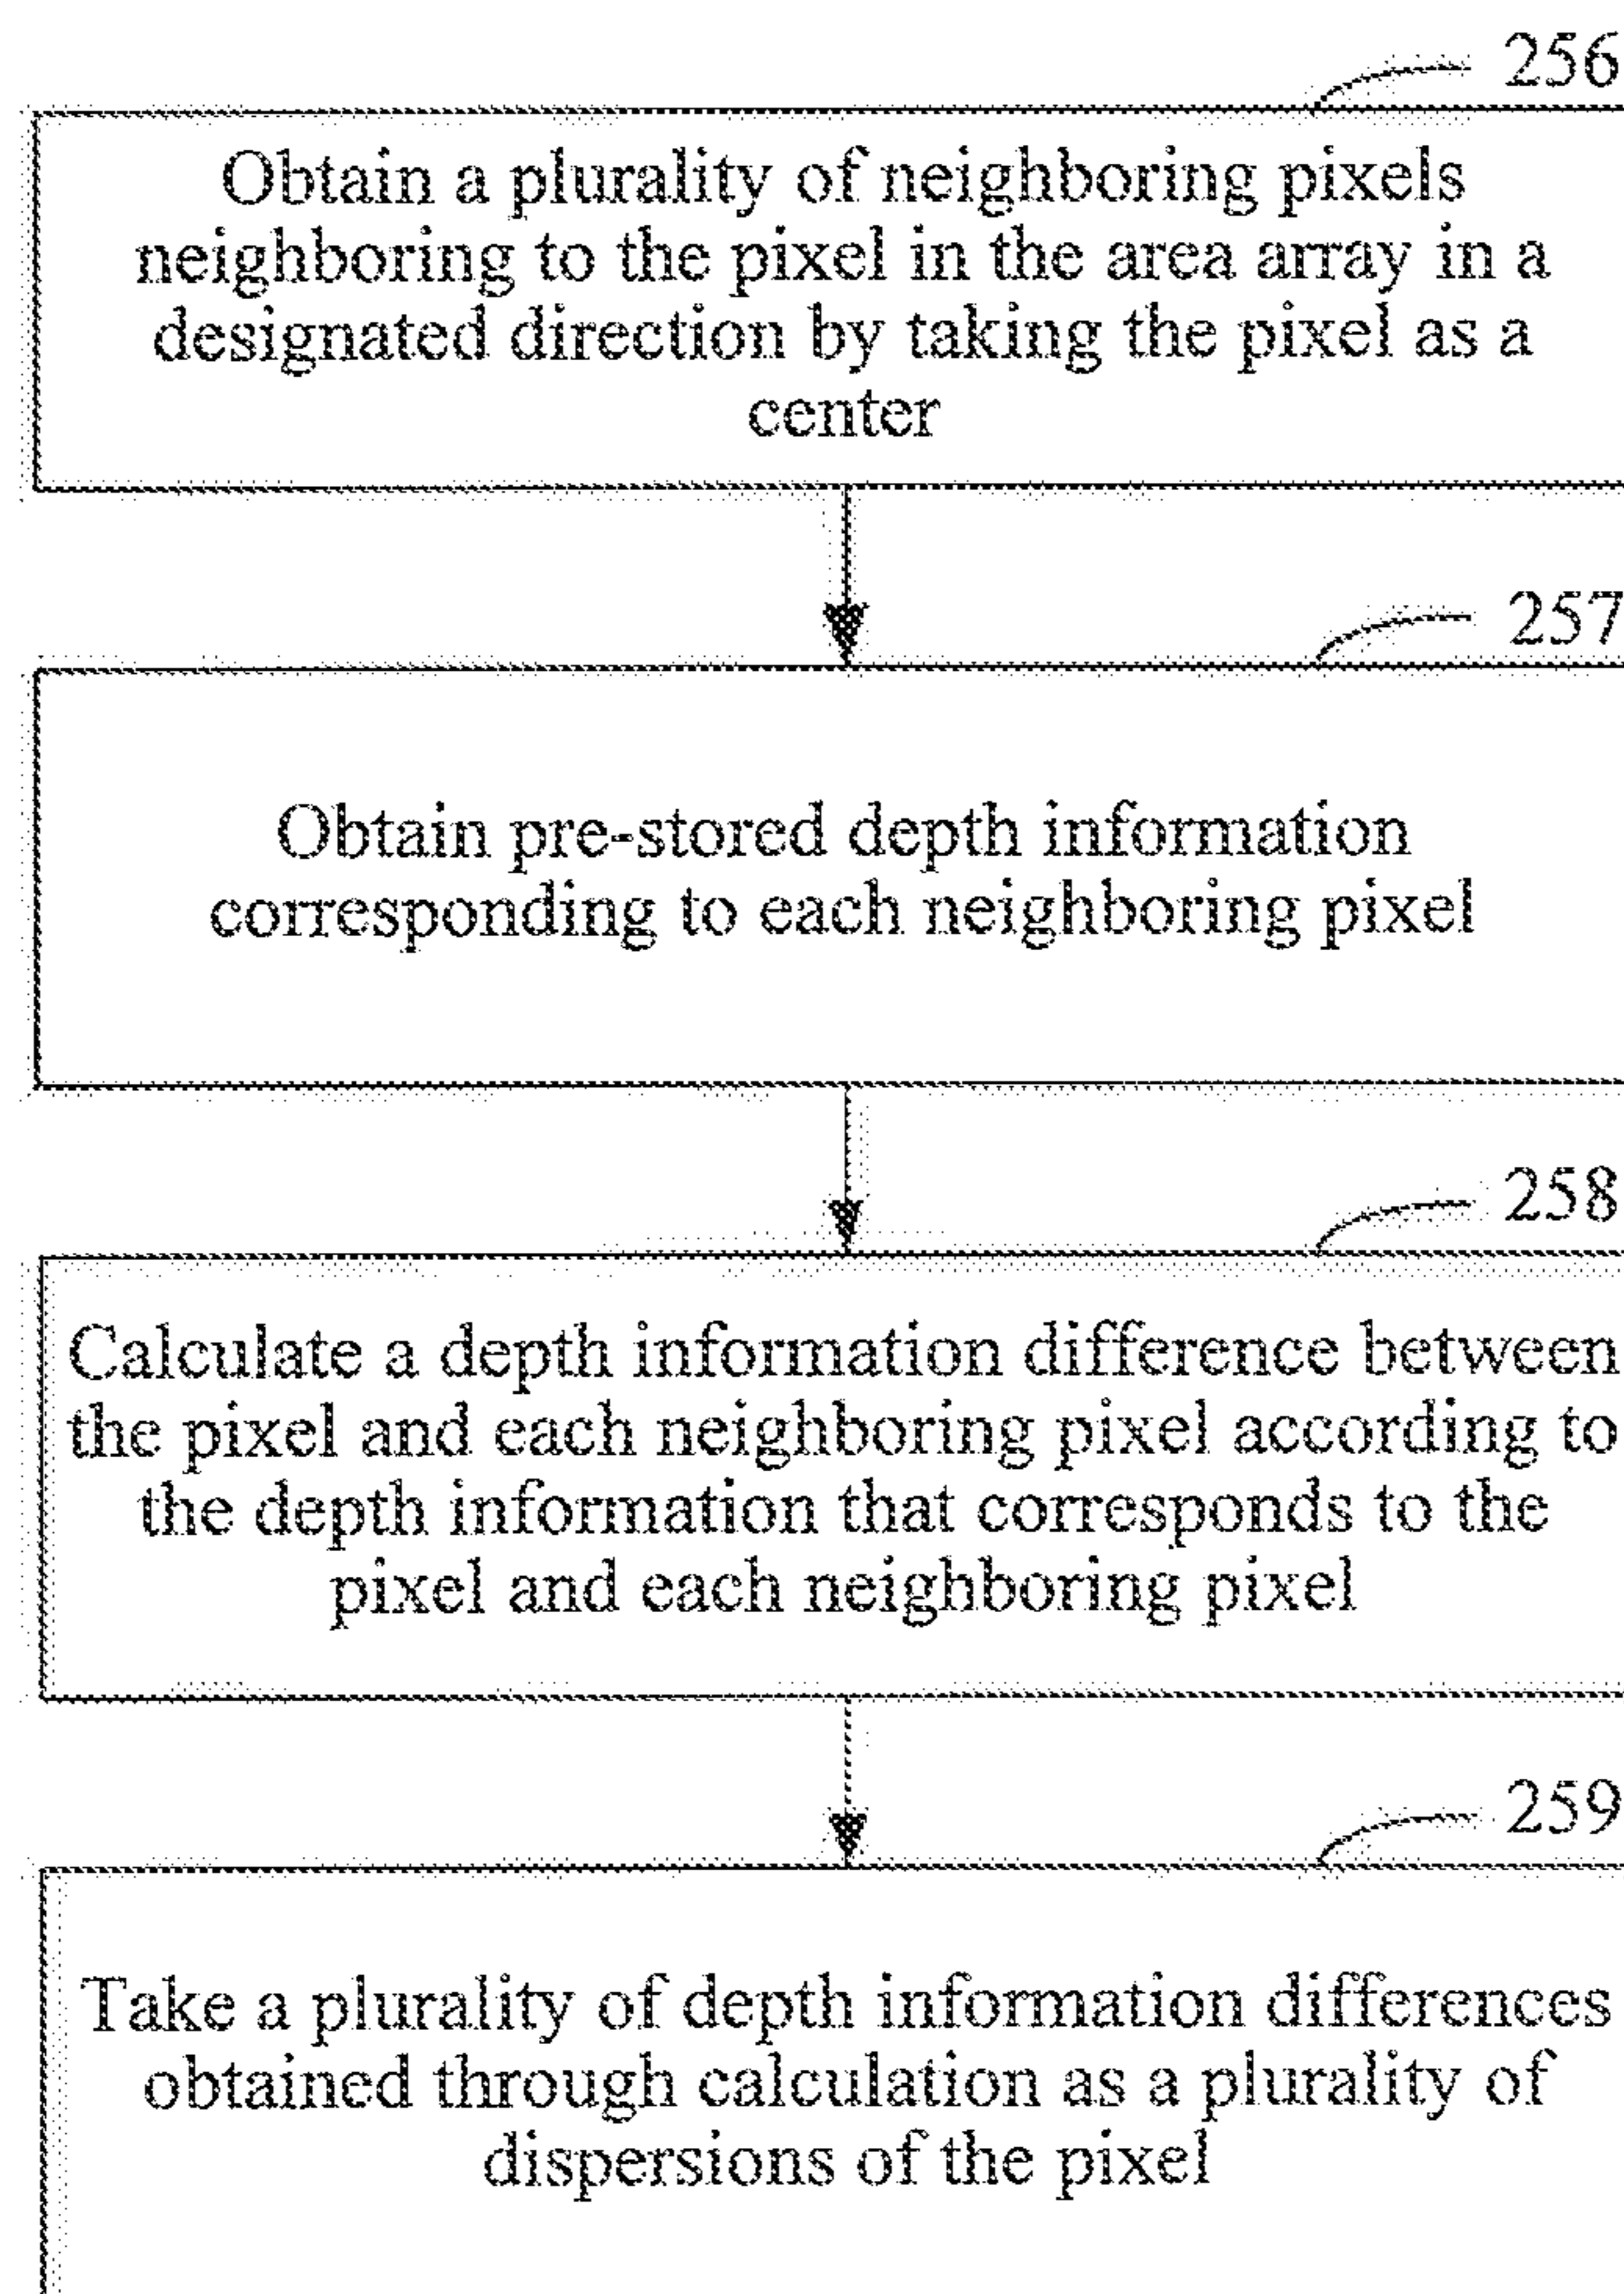 256
Obtain a plurality of neighboring pixels
neighboring to the pixel in the area array in a
designated direction by taking the pixel as a
center
257
Obtain pre-stored depth information
corresponding to each neighboring pixel
258
Calculate a depth information difference between
the pixel and each neighboring pixel according to
the depth information that corresponds to the
pixel and each neighboring pixel
259
Take a plurality of depth information differences
obtained through calculation as a plurality of
dispersions of the pixel